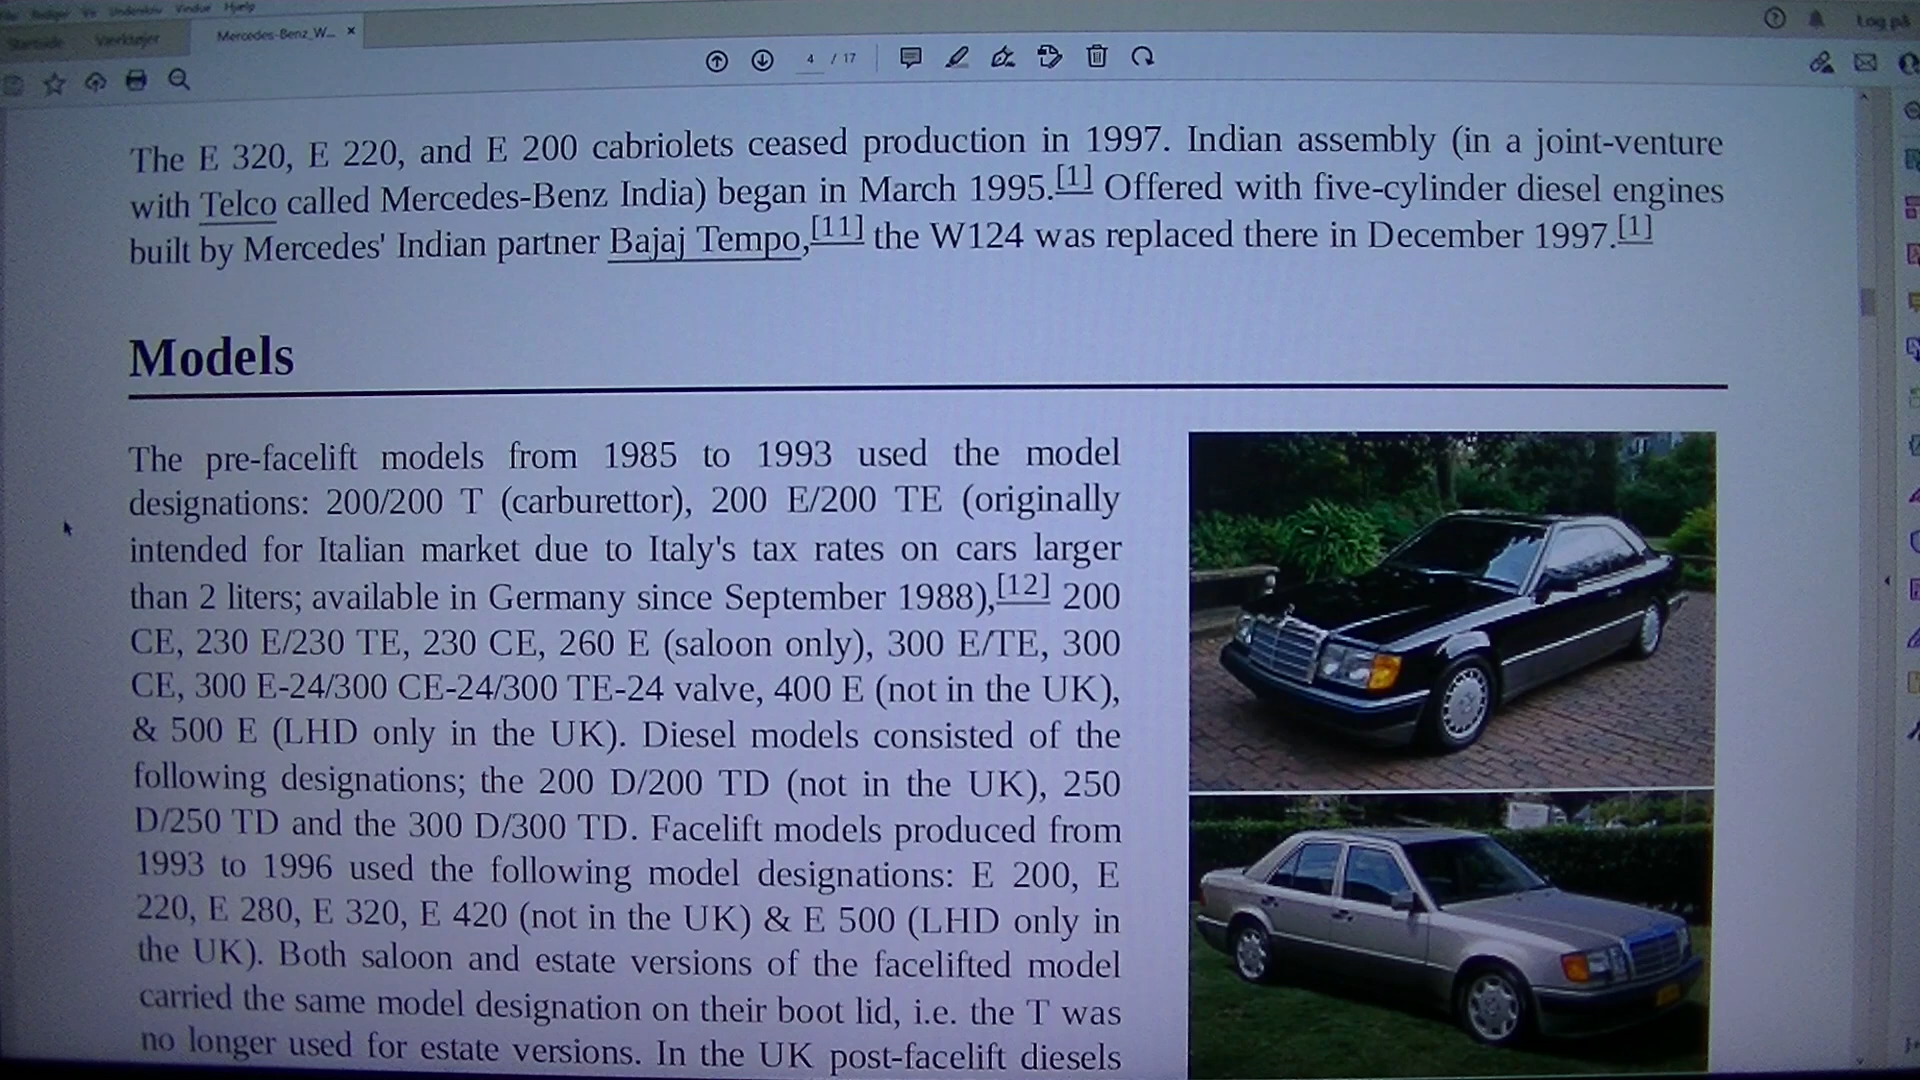 Rediger Vis Underskriv Vindue Hjælp
Startside Værktøjer Mercedes-Benz_W... ×
Log på
4 / 17
The E 320, E 220, and E 200 cabriolets ceased production in 1997. Indian assembly (in a joint-venture
with Telco called Mercedes-Benz India) began in March 1995.[1] Offered with five-cylinder diesel engines
built by Mercedes' Indian partner Bajaj Tempo,[11] the W124 was replaced there in December 1997.[1]
Models
The pre-facelift models from 1985 to 1993 used the model
designations: 200/200 T (carburettor), 200 E/200 TE (originally
intended for Italian market due to Italy's tax rates on cars larger
than 2 liters; available in Germany since September 1988),[12] 200
CE, 230 E/230 TE, 230 CE, 260 E (saloon only), 300 E/TE, 300
CE, 300 E-24/300 CE-24/300 TE-24 valve, 400 E (not in the UK),
& 500 E (LHD only in the UK). Diesel models consisted of the
following designations; the 200 D/200 TD (not in the UK), 250
D/250 TD and the 300 D/300 TD. Facelift models produced from
1993 to 1996 used the following model designations: E 200, E
220, E 280, E 320, E 420 (not in the UK) & E 500 (LHD only in
the UK). Both saloon and estate versions of the facelifted model
carried the same model designation on their boot lid, i.e. the T was
no longer used for estate versions. In the UK post-facelift diesels